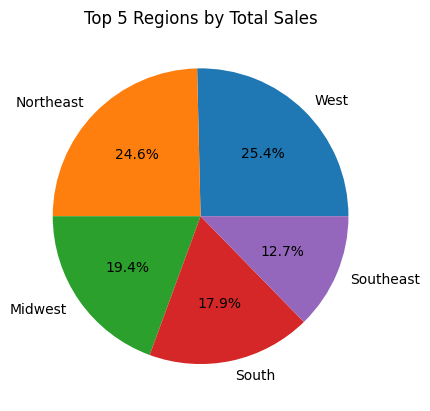 Top 5 Regions by Total Sales
West
Northeast
24.6%
25.4%
12.7%
19.4%
Southeast
17.9%
Midwest
South